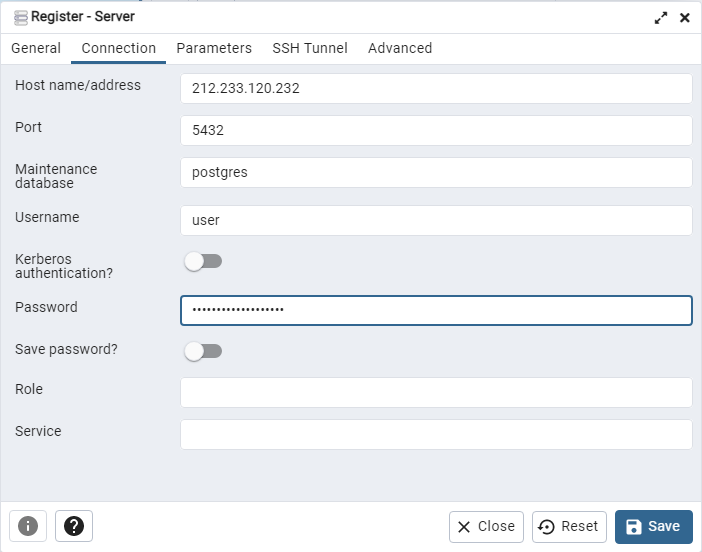 Register - Server
General Connection Parameters SSH Tunnel Advanced
Host name/address 212.233.120.232
Port 5432
Maintenance
database
postgres
Username user
Kerberos
authentication?
Password •••••••••••••••••••
Save password?
Role
Service
Close Reset Save